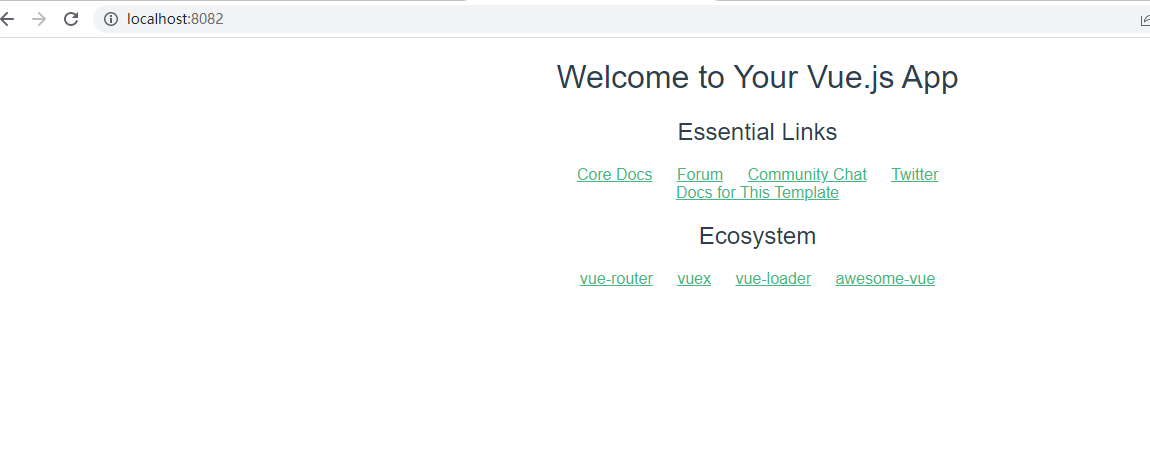 localhost:8082
Welcome to Your Vue.js App
Essential Links
Core Docs Forum Community Chat Twitter
Docs for This Template
Ecosystem
vue-router vuex vue-loader awesome-vue